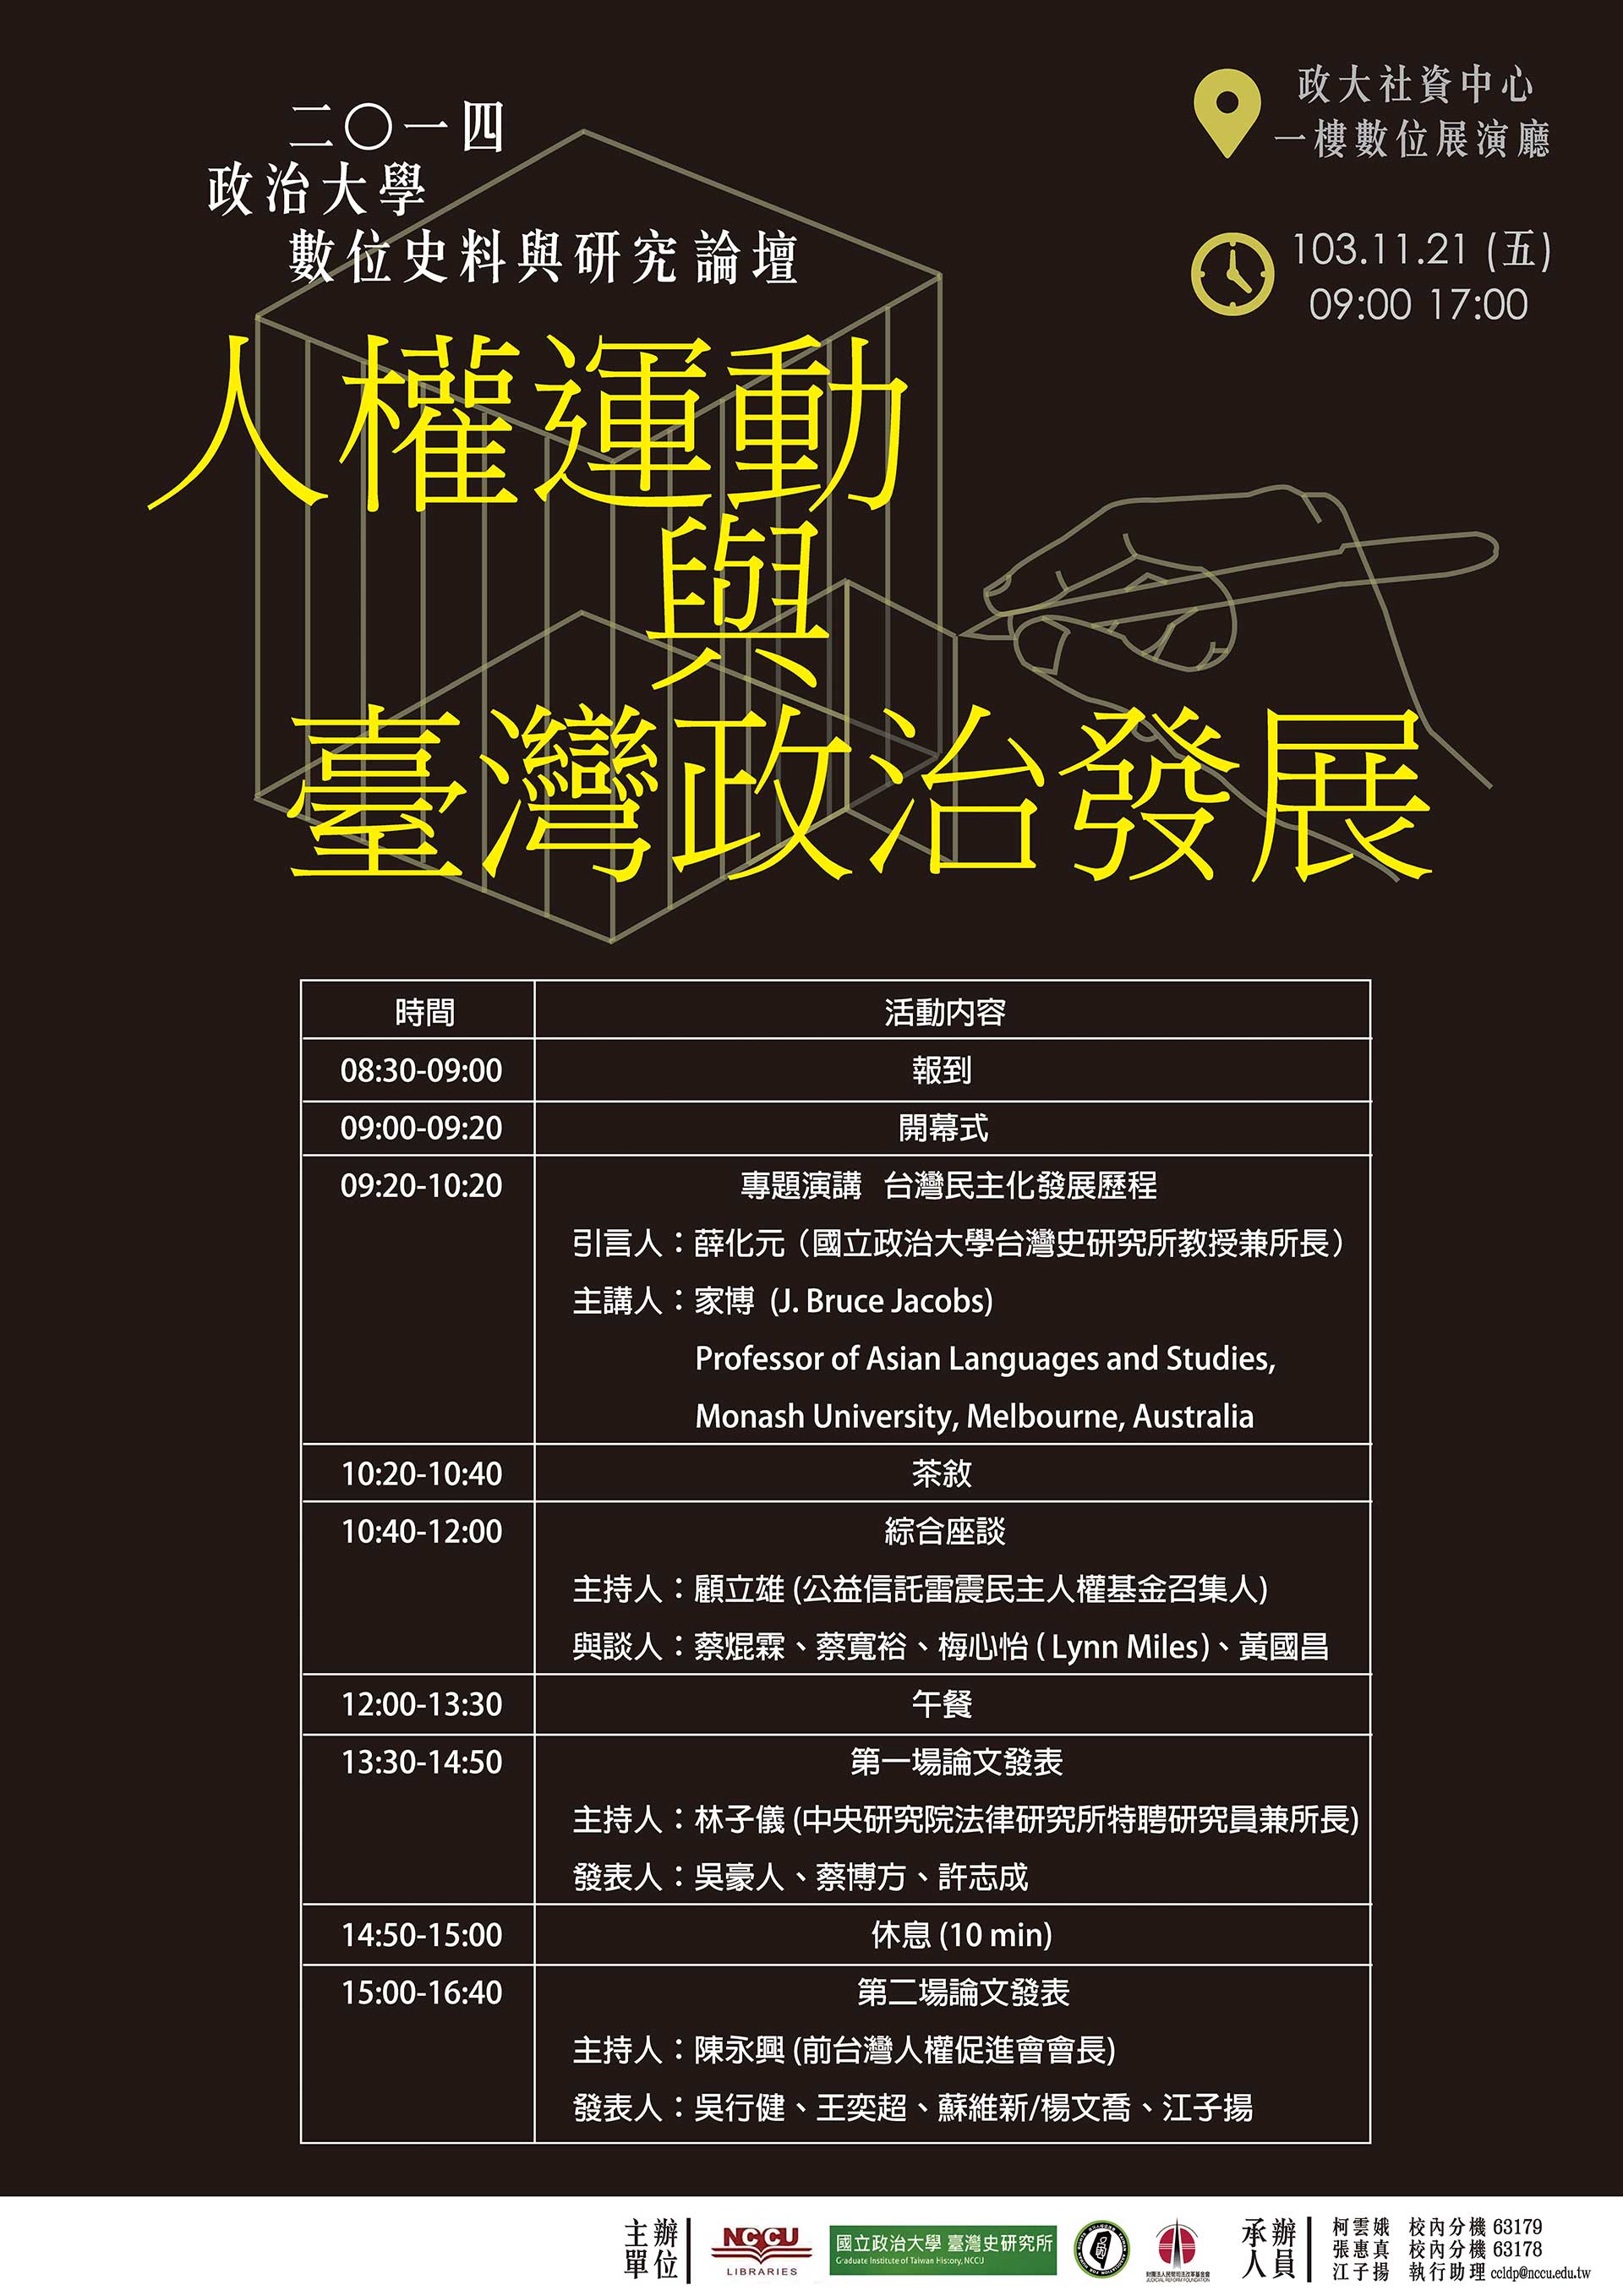 二〇一四
政治大學
數位史料與研究論壇
政大社資中心
一樓數位展演廳
103.11.21 (五)
09:00 17:00
人權運動
與
臺灣政治發展
時間 活動內容
08:30-09:00 報到
09:00-09:20 開幕式
09:20-10:20 專題演講 台灣民主化發展歷程
引言人：薛化元（國立政治大學台灣史研究所教授兼所長）
主講人：家博 (J. Bruce Jacobs)
Professor of Asian Languages and Studies,
Monash University, Melbourne, Australia
10:20-10:40 茶敘
10:40-12:00 綜合座談
主持人：顧立雄 (公益信託雷震民主人權基金召集人)
與談人：蔡焜霖、蔡寬裕、梅心怡 ( Lynn Miles)、黃國昌
12:00-13:30 午餐
13:30-14:50 第一場論文發表
主持人：林子儀 (中央研究院法律研究所特聘研究員兼所長)
發表人：吳豪人、蔡博方、許志成
14:50-15:00 休息 (10 min)
15:00-16:40 第二場論文發表
主持人：陳永興 (前台灣人權促進會會長)
發表人：吳行健、王奕超、蘇維新/楊文喬、江子揚
主辦
單位
NCCU
LIBRARIES
國立政治大學 臺灣史研究所
Graduate Institute of Taiwan History, NCCU
財團法人民間司法改革基金會
JUDICIAL REFORM FOUNDATION
承辦
人員
柯雲娥 校內分機 63179
張惠真 校內分機 63178
江子揚 執行助理 ccldp@nccu.edu.tw